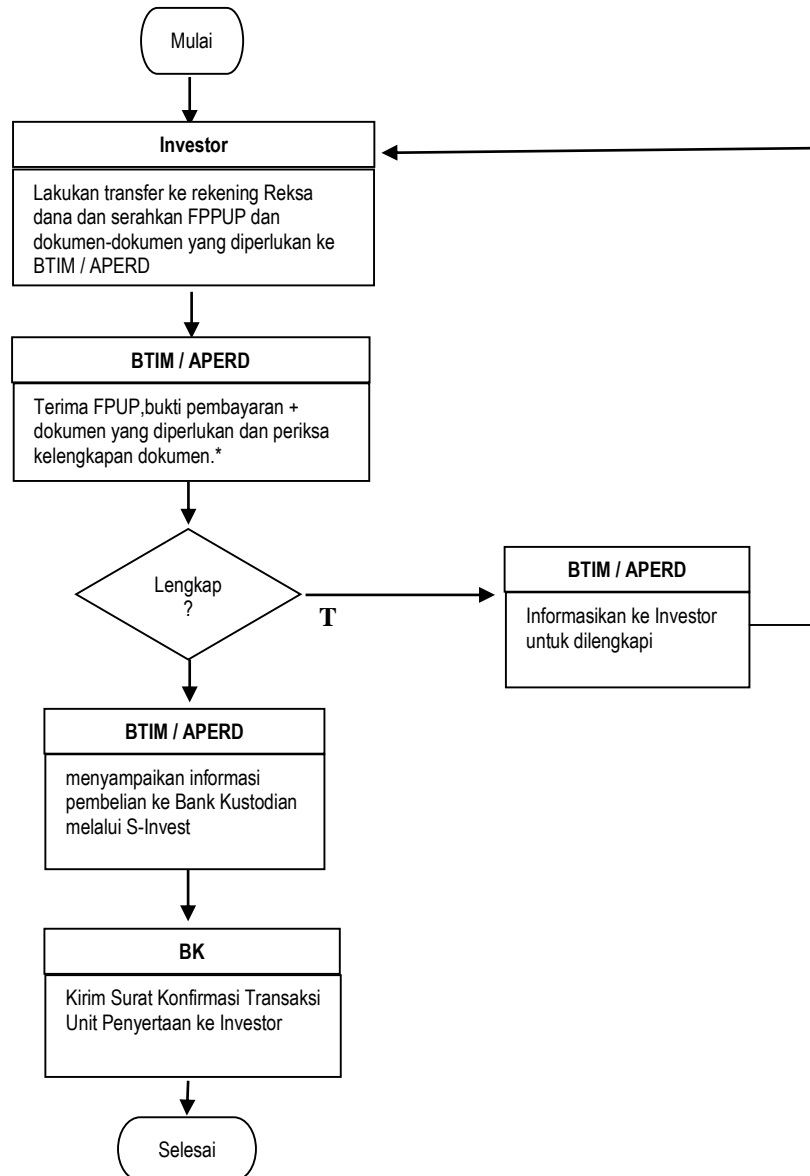 Mulai
Investor
Lakukan transfer ke rekening Reksa
dana dan serahkan FPPUP dan
dokumen-dokumen yang diperlukan ke
BTIM / APERD
BTIM / APERD
Terima FPUP,bukti pembayaran +
dokumen yang diperlukan dan periksa
kelengkapan dokumen.*
Lengkap
?
T
BTIM / APERD
Informasikan ke Investor
untuk dilengkapi
BTIM / APERD
menyampaikan informasi
pembelian ke Bank Kustodian
melalui S-Invest
BK
Kirim Surat Konfirmasi Transaksi
Unit Penyertaan ke Investor
Selesai